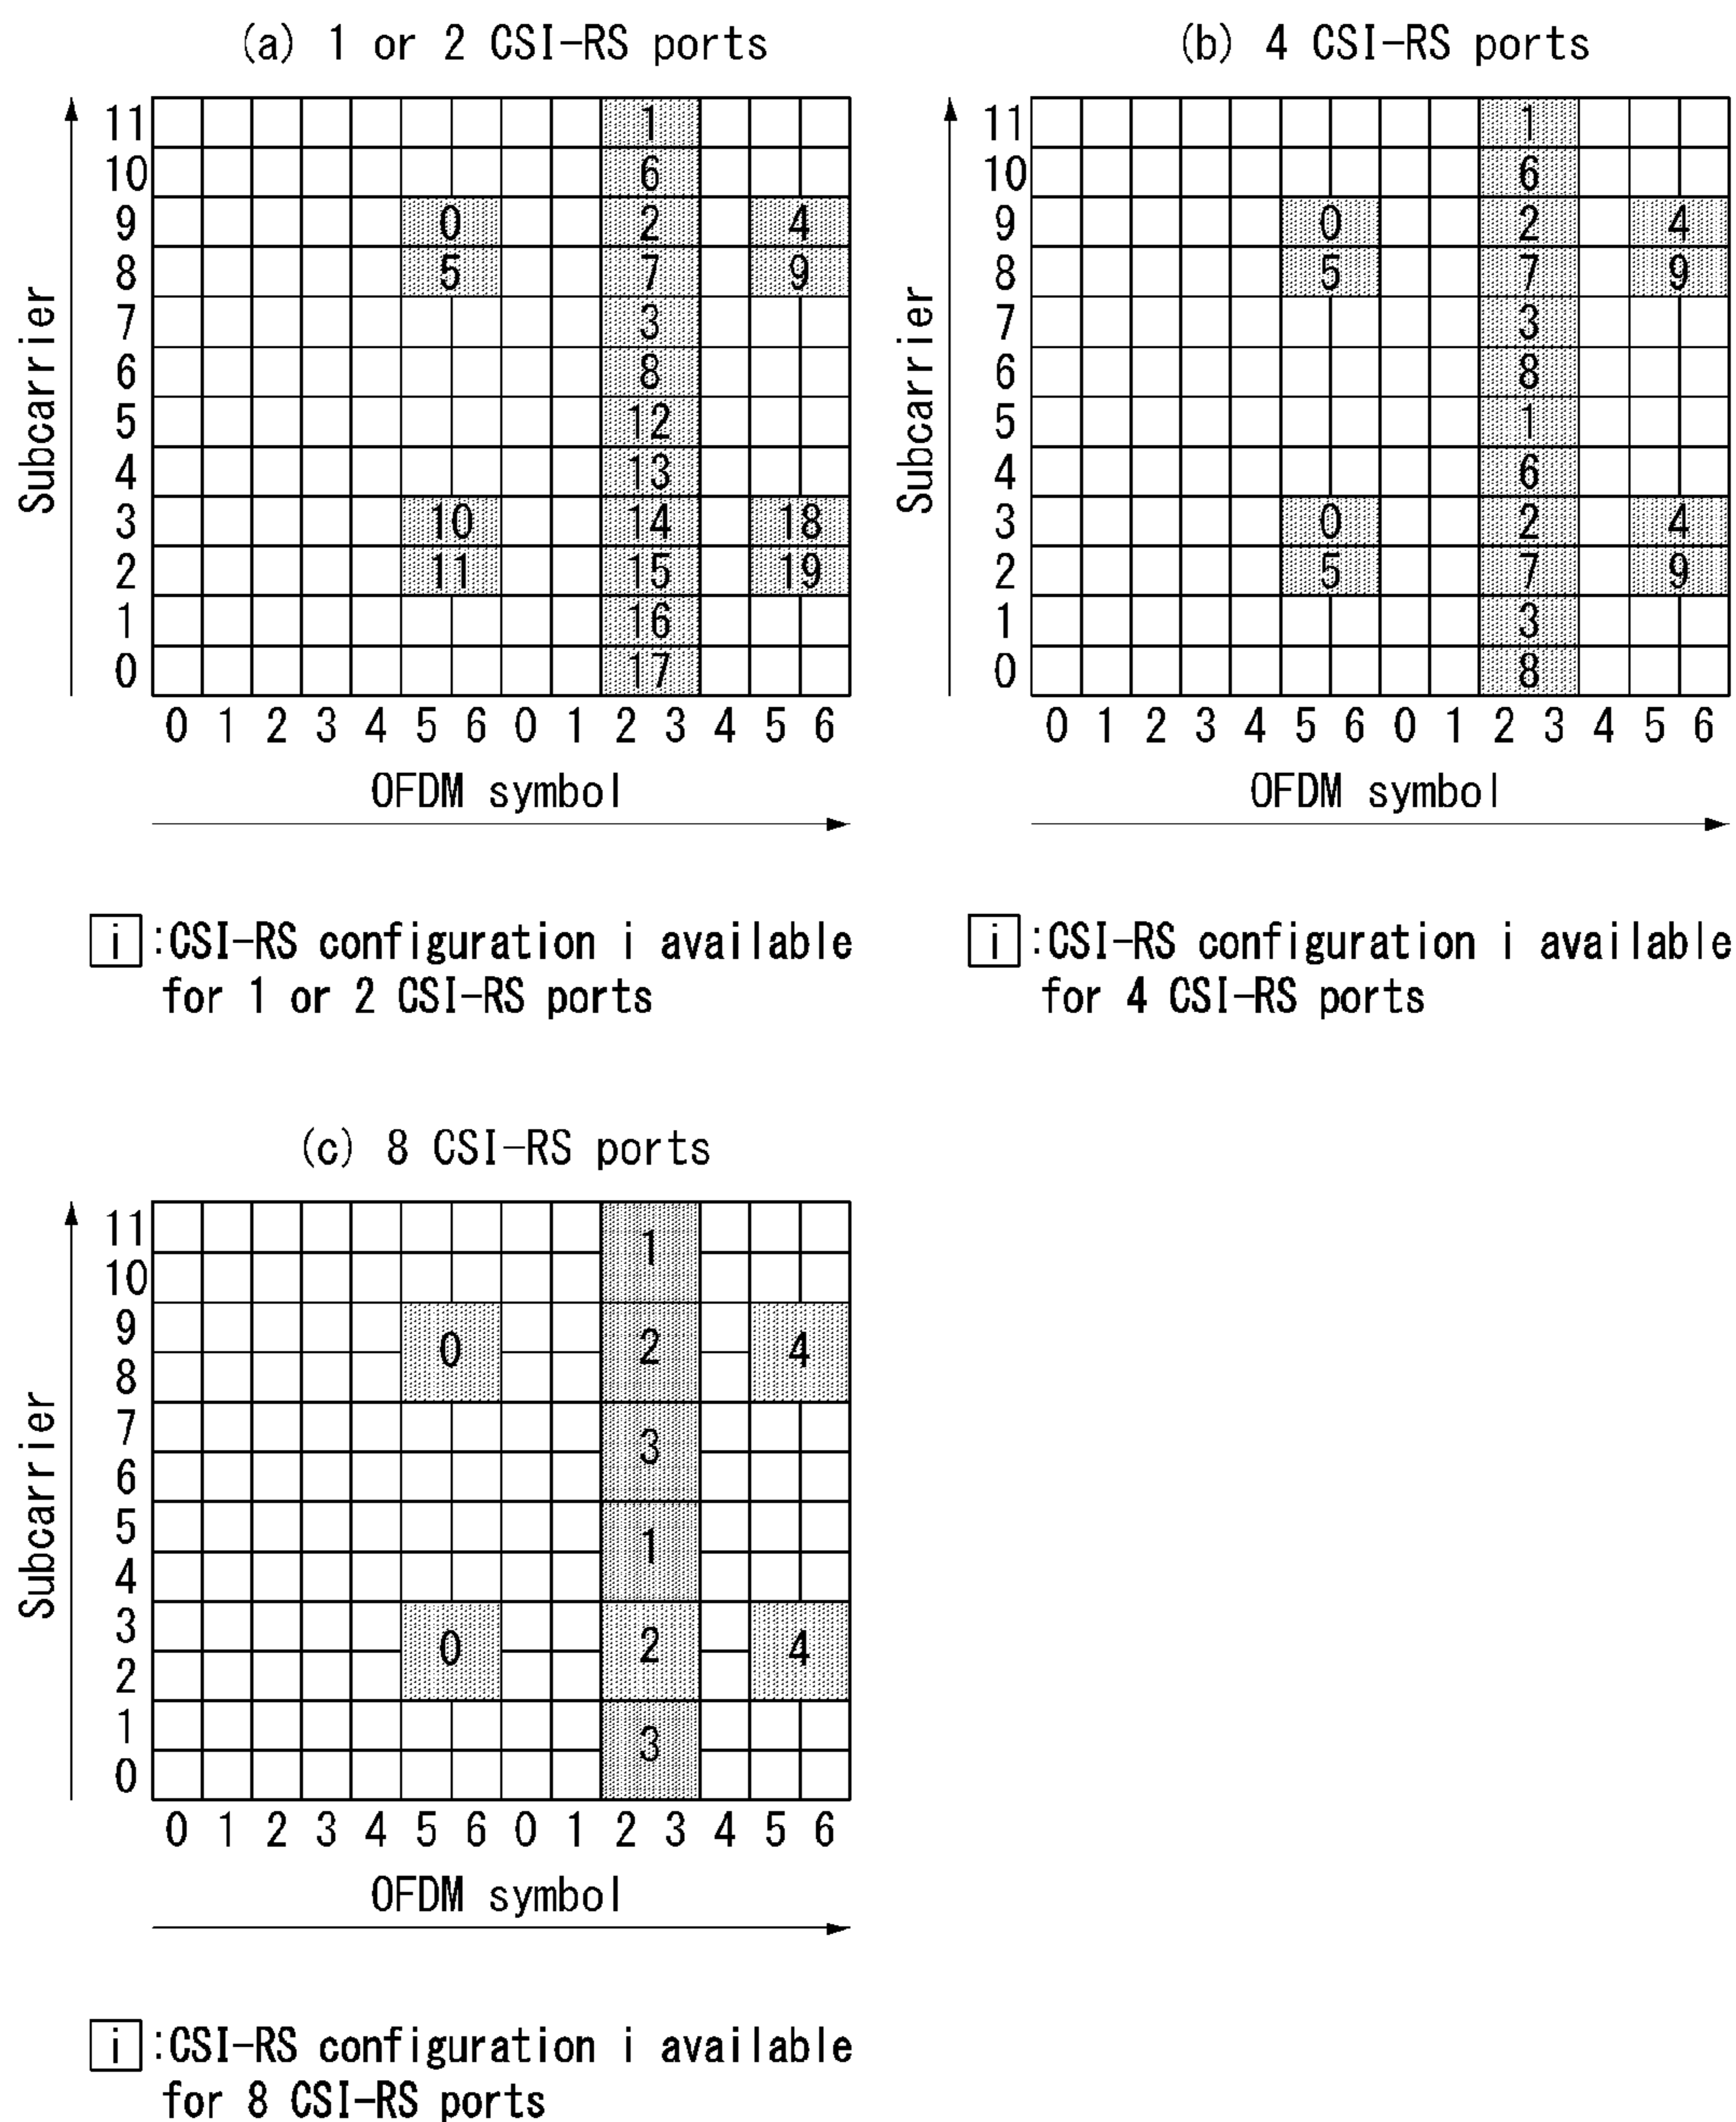 (a) 1 or 2 CSI-RS ports
11 1
10 6
9 0 2 4
8 5 7 9
7 3
6 8
5 12
4 13
3 10 14 18
2 11 15 19
1 16
0 17
Subcarrier
0 1 2 3 4 5 6 0 1 2 3 4 5 6
OFDM symbol
i :CSI-RS configuration i available
for 1 or 2 CSI-RS ports
(b) 4 CSI-RS ports
11 1
10 6
9 0 2 4
8 5 7 9
7 3
6 8
5 1
4 6
3 0 2 4
2 5 7 9
1 3
0 8
Subcarrier
0 1 2 3 4 5 6 0 1 2 3 4 5 6
OFDM symbol
i :CSI-RS configuration i available
for 4 CSI-RS ports
(c) 8 CSI-RS ports
11
1
10
9
0 2 4
8
7
3
6
5
1
4
3
0 2 4
2
1
3
0
Subcarrier
0 1 2 3 4 5 6 0 1 2 3 4 5 6
OFDM symbol
i :CSI-RS configuration i available
for 8 CSI-RS ports